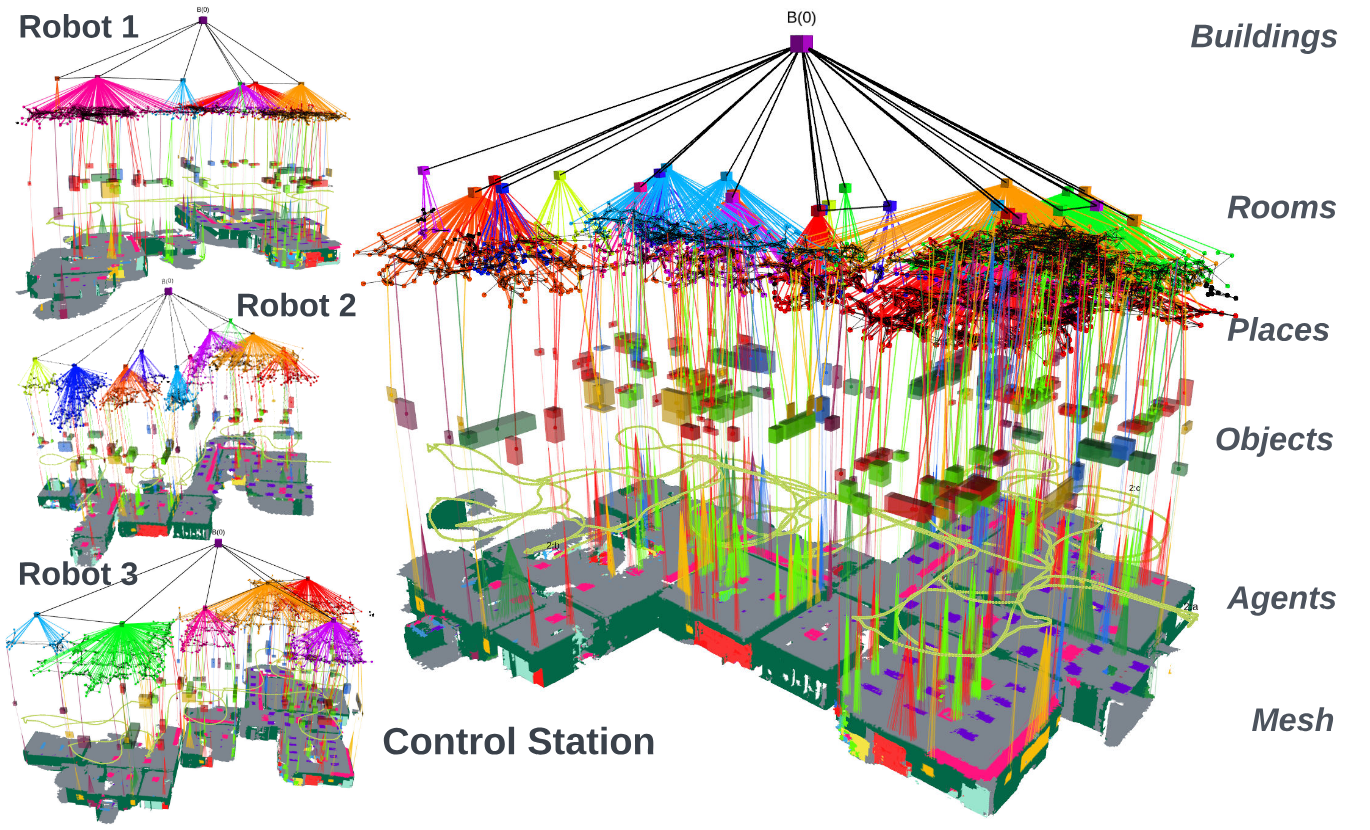 Robot 1
B(0)
B(0)
Buildings
Rooms
B(0)
Robot 2
Places
Objects
2:c
B(0)
2:b
Robot 3
Agents
2:a
Mesh
Control Station